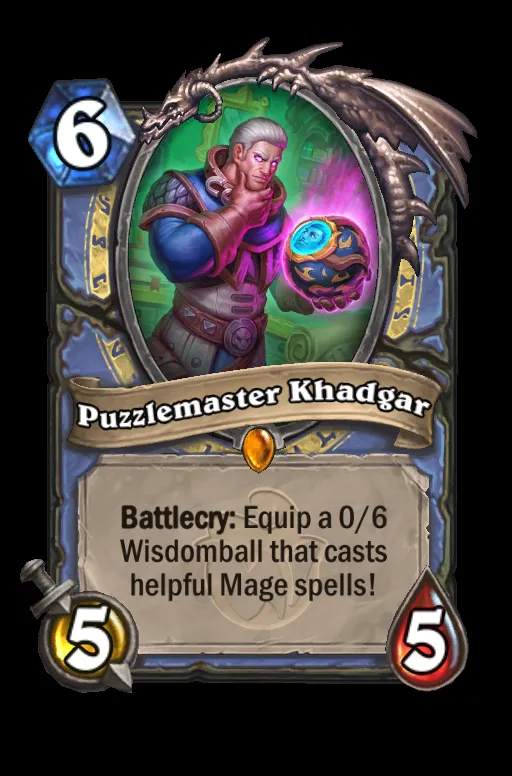 6
Puzzlemaster Khadgar
Battlecry: Equip a 0/6
Wisdomball that casts
helpful Mage spells!
5
5